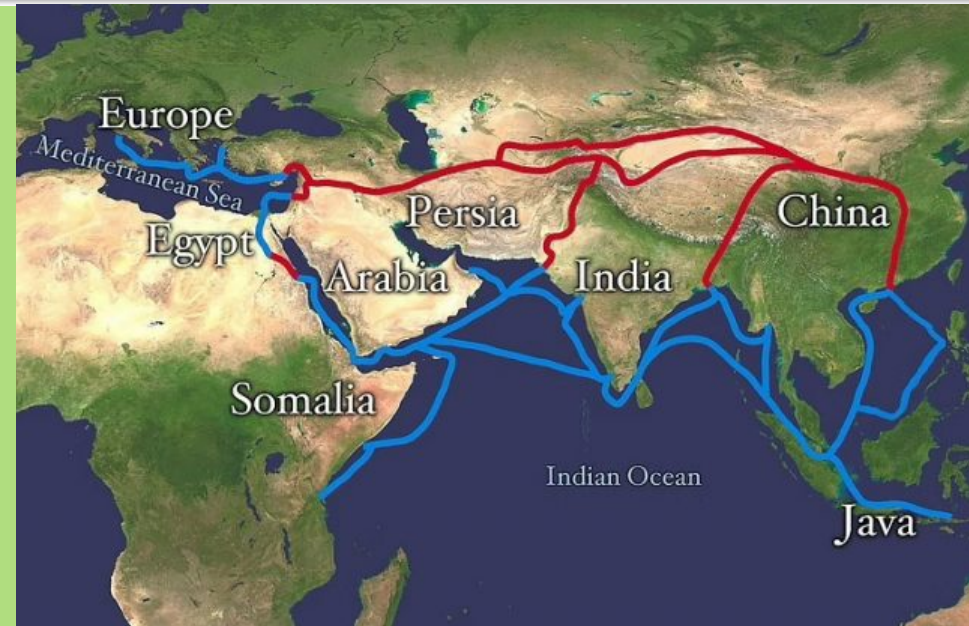 Europe
Mediterranean Sea
Egypt
Persia
China
Arabia
India
Somalia
Indian Ocean
Java